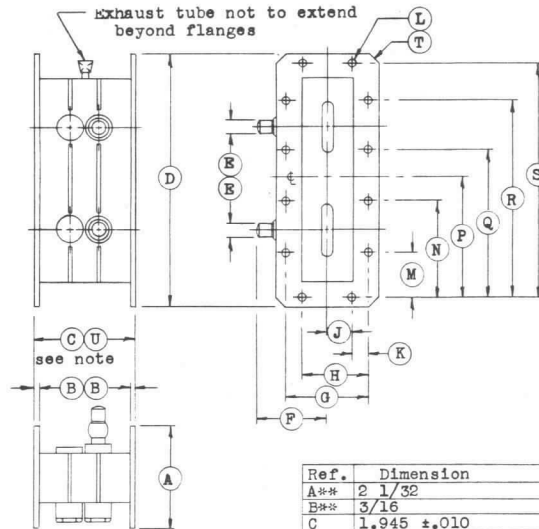 Exhaust tube not to extend
beyond flanges
L
T
D
E
E
S
R
Q
P
N
M
C U
see note
J
K
B B
H
G
F
A
Ref. Dimension
A** 2 1/32
B** 3/16
C 1.945 ±.010